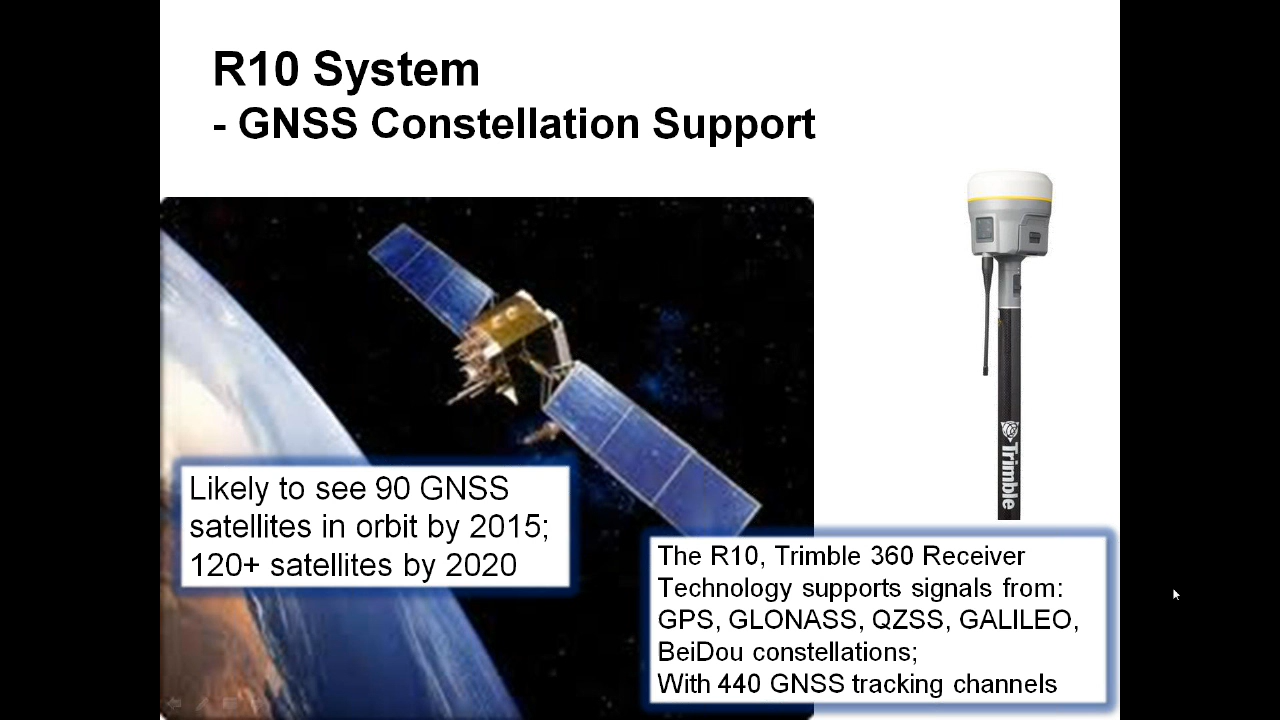 R10 System
- GNSS Constellation Support
Trimble
Likely to see 90 GNSS
satellites in orbit by 2015;
120+ satellites by 2020
The R10, Trimble 360 Receiver
Technology supports signals from:
GPS, GLONASS, QZSS, GALILEO,
BeiDou constellations;
With 440 GNSS tracking channels